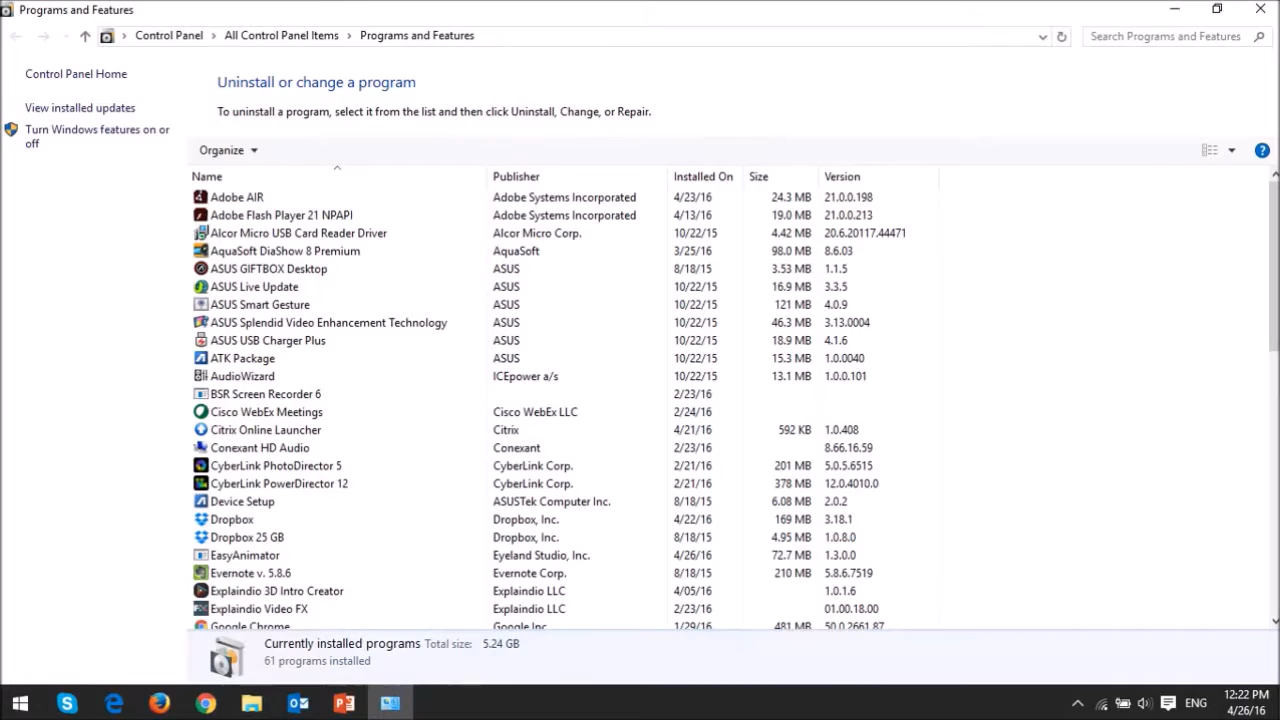 Programs and Features
Control Panel > All Control Panel Items > Programs and Features
Search Programs and Features
Control Panel Home
View installed updates
Turn Windows features on or
off
Uninstall or change a program
To uninstall a program, select it from the list and then click Uninstall, Change, or Repair.
Organize
Name Publisher Installed On Size Version
Adobe AIR Adobe Systems Incorporated 4/23/16 24.3 MB 21.0.0.198
Adobe Flash Player 21 NPAPI Adobe Systems Incorporated 4/13/16 19.0 MB 21.0.0.213
Alcor Micro USB Card Reader Driver Alcor Micro Corp. 10/22/15 4.42 MB 20.6.20117.44471
AquaSoft DiaShow 8 Premium AquaSoft 3/25/16 98.0 MB 8.6.03
ASUS GIFTBOX Desktop ASUS 8/18/15 3.53 MB 1.1.5
ASUS Live Update ASUS 10/22/15 16.9 MB 3.3.5
ASUS Smart Gesture ASUS 10/22/15 121 MB 4.0.9
ASUS Splendid Video Enhancement Technology ASUS 10/22/15 46.3 MB 3.13.0004
ASUS USB Charger Plus ASUS 10/22/15 18.9 MB 4.1.6
ATK Package ASUS 10/22/15 15.3 MB 1.0.0040
AudioWizard ICEpower a/s 10/22/15 13.1 MB 1.0.0.101
BSR Screen Recorder 6 2/23/16
Cisco WebEx Meetings Cisco WebEx LLC 2/24/16
Citrix Online Launcher Citrix 4/21/16 592 KB 1.0.408
Conexant HD Audio Conexant 2/23/16 8.66.16.59
CyberLink PhotoDirector 5 CyberLink Corp. 2/21/16 201 MB 5.0.5.6515
CyberLink PowerDirector 12 CyberLink Corp. 2/21/16 378 MB 12.0.4010.0
Device Setup ASUSTek Computer Inc. 8/18/15 6.08 MB 2.0.2
Dropbox Dropbox, Inc. 4/22/16 169 MB 3.18.1
Dropbox 25 GB Dropbox, Inc. 8/18/15 4.95 MB 1.0.8.0
EasyAnimator Eyeland Studio, Inc. 4/26/16 72.7 MB 1.3.0.0
Evernote v. 5.8.6 Evernote Corp. 8/18/15 210 MB 5.8.6.7519
Explaindio 3D Intro Creator Explaindio LLC 4/05/16 1.0.1.6
Explaindio Video FX Explaindio LLC 2/23/16 01.00.18.00
Google Chrome Google Inc. 1/29/16 481 MB 50.0.2661.87
Currently installed programs Total size: 5.24 GB
61 programs installed
ENG
12:22 PM
4/26/16